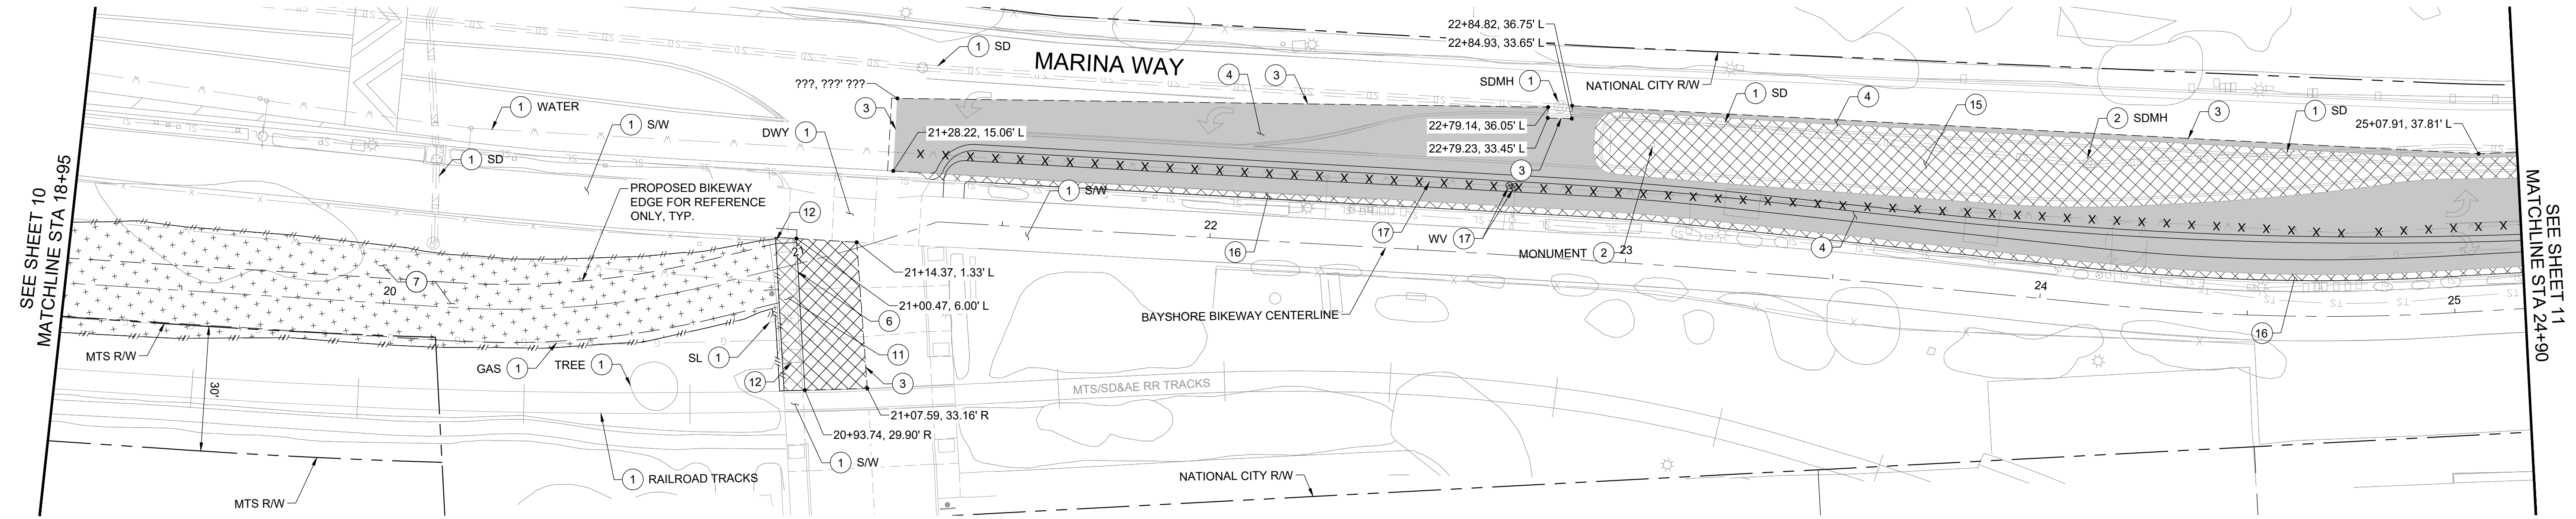 SEE SHEET 10
MATCHLINE STA 18+95
1 WATER
1 S/W
1 SD
1 SD
MARINA WAY
???, ???' ???
3
DWY 1
21+28.22, 15.06' L
4
3
22+84.82, 36.75' L
22+84.93, 33.65' L
SDMH 1
NATIONAL CITY R/W
22+79.14, 36.05' L
22+79.23, 33.45' L
3
1 SD
4
15
2 SDMH
3
1 SD
25+07.91, 37.81' L
PROPOSED BIKEWAY
EDGE FOR REFERENCE
ONLY, TYP.
12
21
1 S/W
16
22
17
WV 17
MONUMENT 2
23
4
24
25
16
BAYSHORE BIKEWAY CENTERLINE
7
20
21+14.37, 1.33' L
21+00.47, 6.00' L
6
11
3
12
SL 1
GAS 1
TREE 1
MTS R/W
30'
MTS/SD&AE RR TRACKS
21+07.59, 33.16' R
20+93.74, 29.90' R
1 S/W
1 RAILROAD TRACKS
MTS R/W
NATIONAL CITY R/W
SEE SHEET 11
MATCHLINE STA 24+90